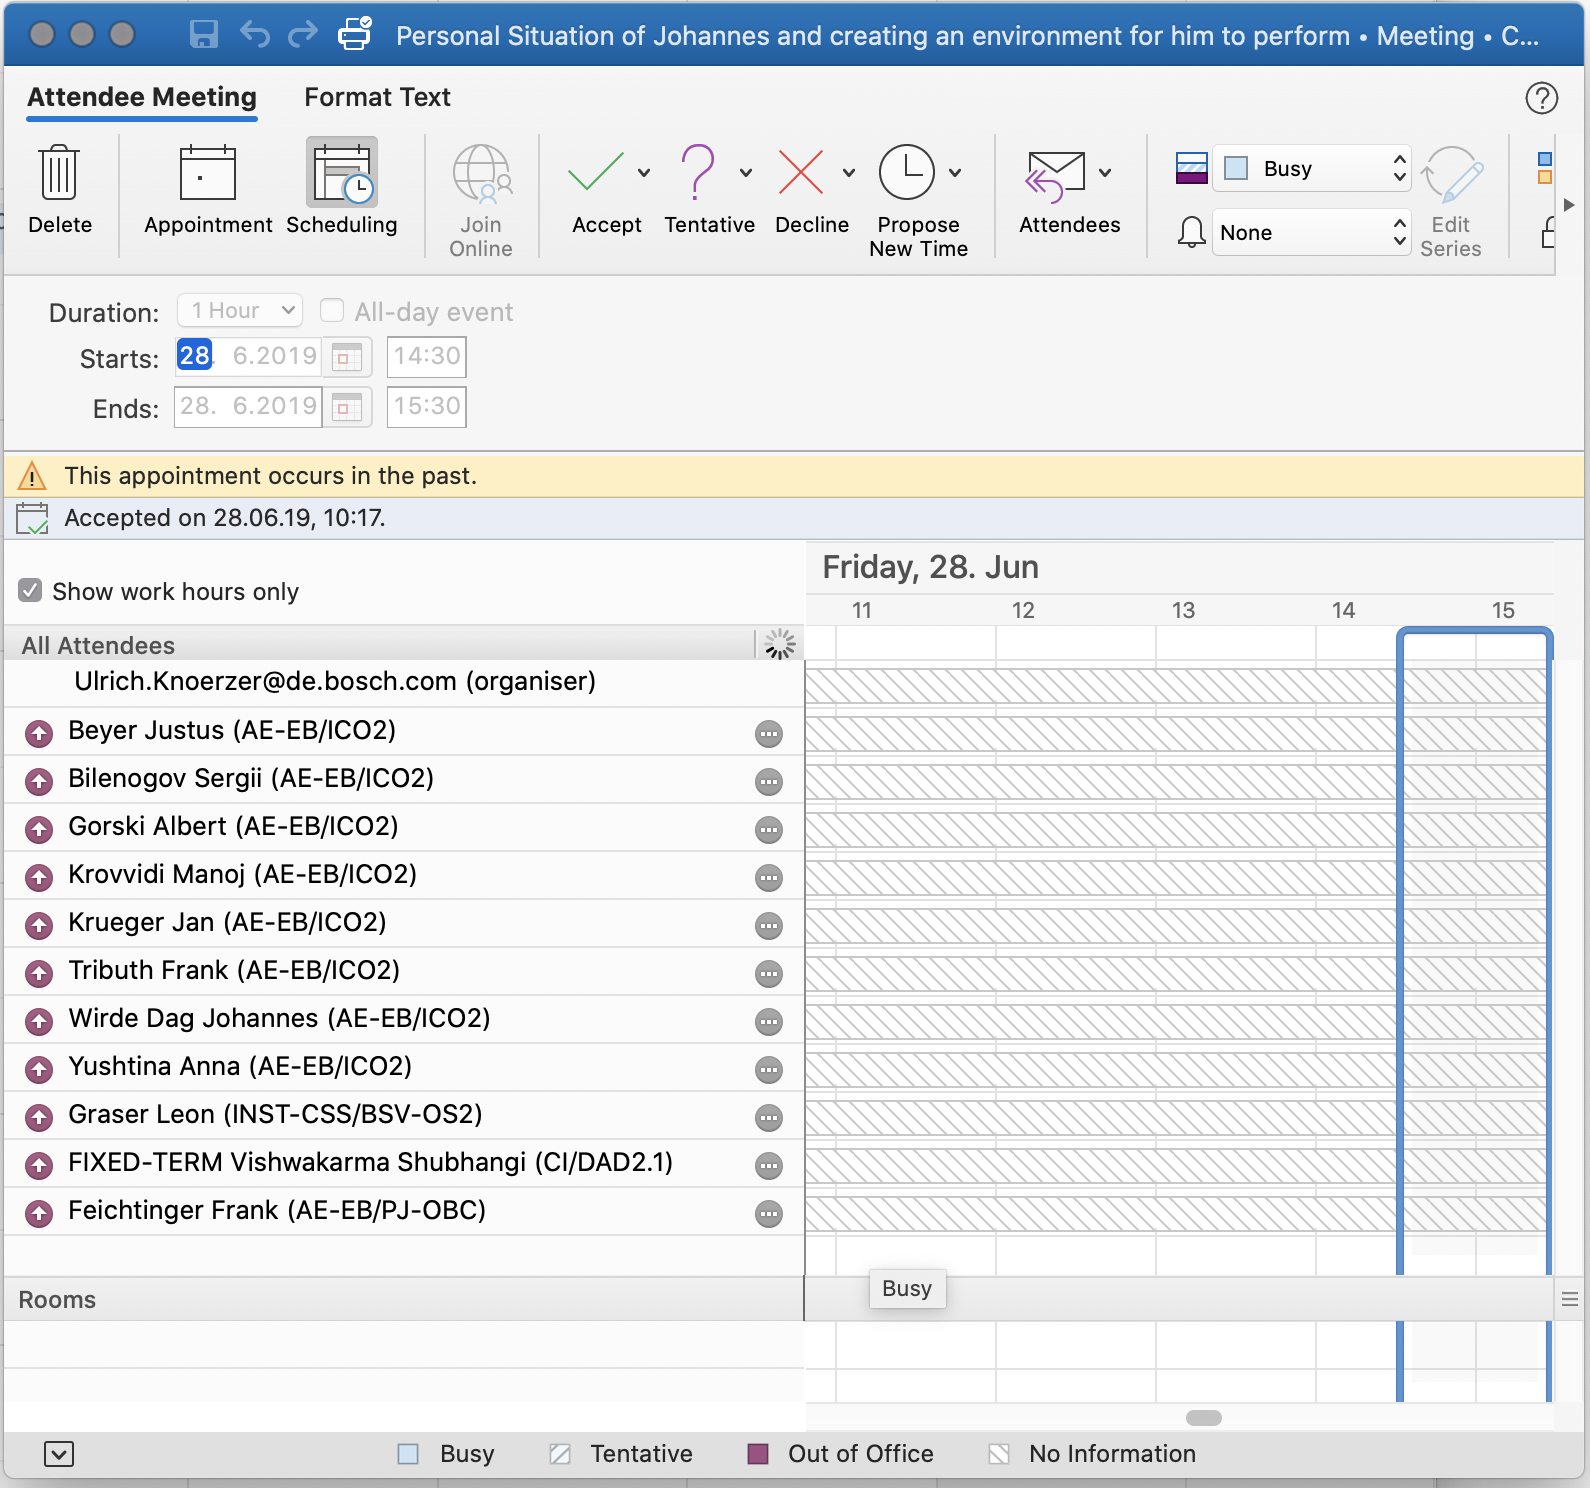 Personal Situation of Johannes and creating an environment for him to perform • Meeting • C...
Attendee Meeting Format Text
Delete Appointment Scheduling Join Online Accept Tentative Decline Propose New Time Attendees Busy None Edit Series
Duration: 1 Hour All-day event
Starts: 28. 6.2019 14:30
Ends: 28. 6.2019 15:30
This appointment occurs in the past.
Accepted on 28.06.19, 10:17.
Friday, 28. Jun
Show work hours only
11 12 13 14 15
All Attendees
Ulrich.Knoerzer@de.bosch.com (organiser)
Beyer Justus (AE-EB/ICO2)
Bilenogov Sergii (AE-EB/ICO2)
Gorski Albert (AE-EB/ICO2)
Krovvidi Manoj (AE-EB/ICO2)
Krueger Jan (AE-EB/ICO2)
Tributh Frank (AE-EB/ICO2)
Wirde Dag Johannes (AE-EB/ICO2)
Yushtina Anna (AE-EB/ICO2)
Graser Leon (INST-CSS/BSV-OS2)
FIXED-TERM Vishwakarma Shubhangi (CI/DAD2.1)
Feichtinger Frank (AE-EB/PJ-OBC)
Busy
Rooms
Busy Tentative Out of Office No Information